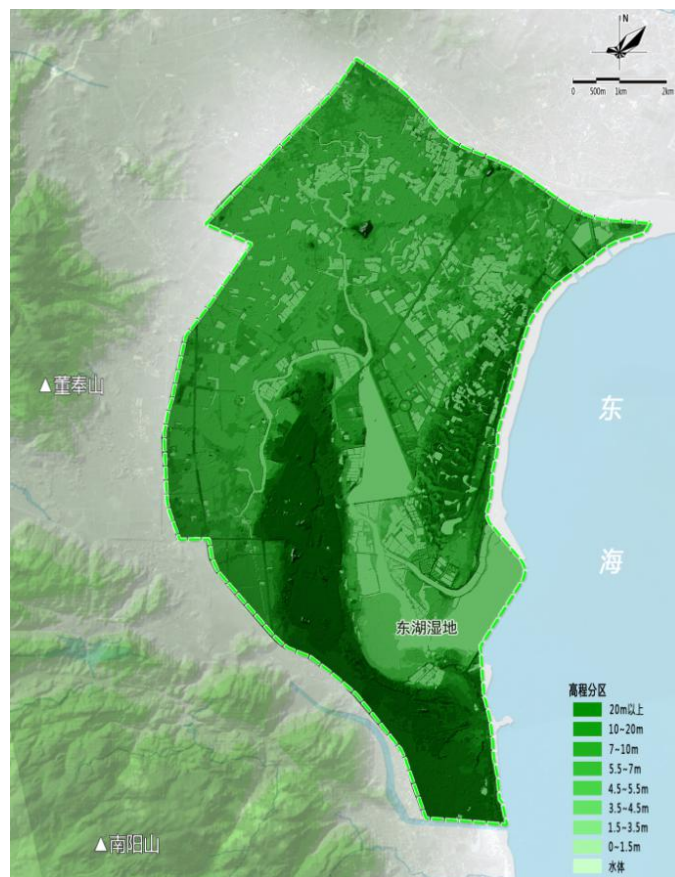 N
0 500m 1km 2km
董奉山
东
海
东湖湿地
高程分区
20m以上
10~20m
7~10m
5.5~7m
4.5~5.5m
3.5~4.5m
1.5~3.5m
0~1.5m
水体
南阳山